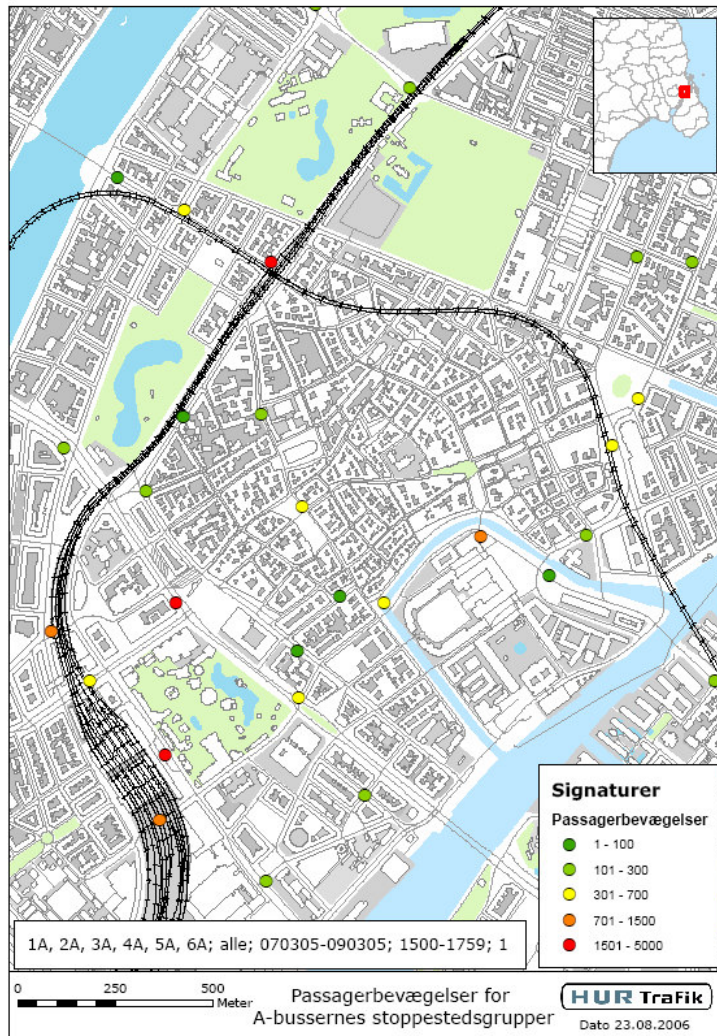 Signaturer
Passagerbevægelser
1 - 100
101 - 300
301 - 700
701 - 1500
1501 - 5000
1A, 2A, 3A, 4A, 5A, 6A; alle; 070305-090305; 1500-1759; 1
0 250 500
Meter
Passagerbevægelser for
A-bussernes stoppestedsgrupper
HUR TraFik
Dato 23.08.2006